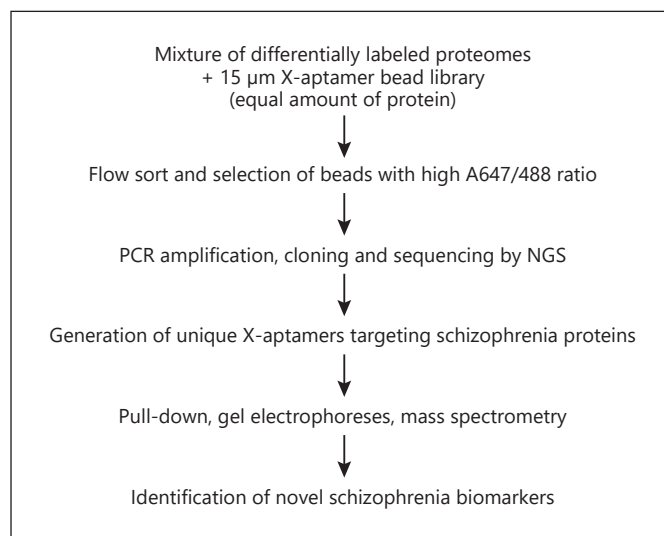 Mixture of differentially labeled proteomes
+ 15 µm X-aptamer bead library
(equal amount of protein)
Flow sort and selection of beads with high A647/488 ratio
PCR amplification, cloning and sequencing by NGS
Generation of unique X-aptamers targeting schizophrenia proteins
Pull-down, gel electrophoreses, mass spectrometry
Identification of novel schizophrenia biomarkers